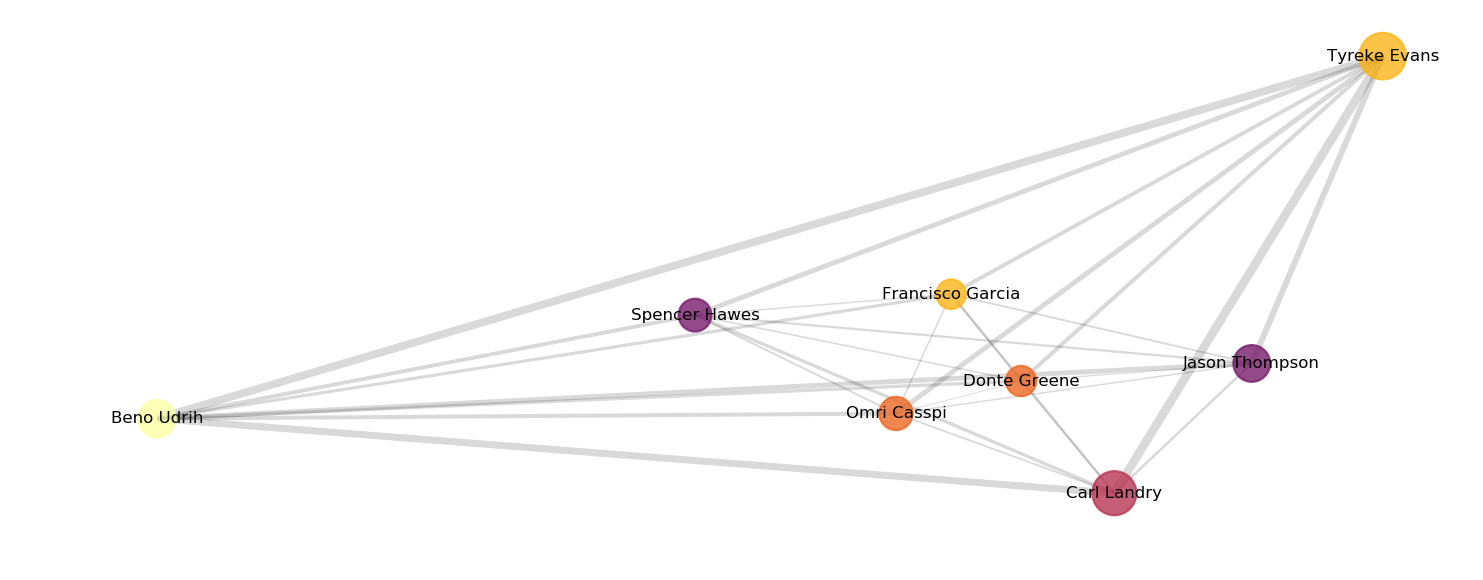 Tyreke Evans
Francisco Garcia
Spencer Hawes
Jason Thompson
Donte Greene
Omri Casspi
Beno Udrih
Carl Landry